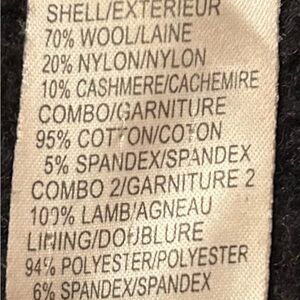 SHELL/EXTERIEUR
70% WOOL/LAINE
20% NYLON/NYLON
10% CASHMERE/CACHEMIRE
COMBO/GARNITURE
95% COTTON/COTON
5% SPANDEX/SPANDEX
COMBO 2/GARNITURE 2
100% LAMB/AGNEAU
LINING/DOUBLURE
94% POLYESTER/POLYESTER
6% SPANDEX/SPANDEX